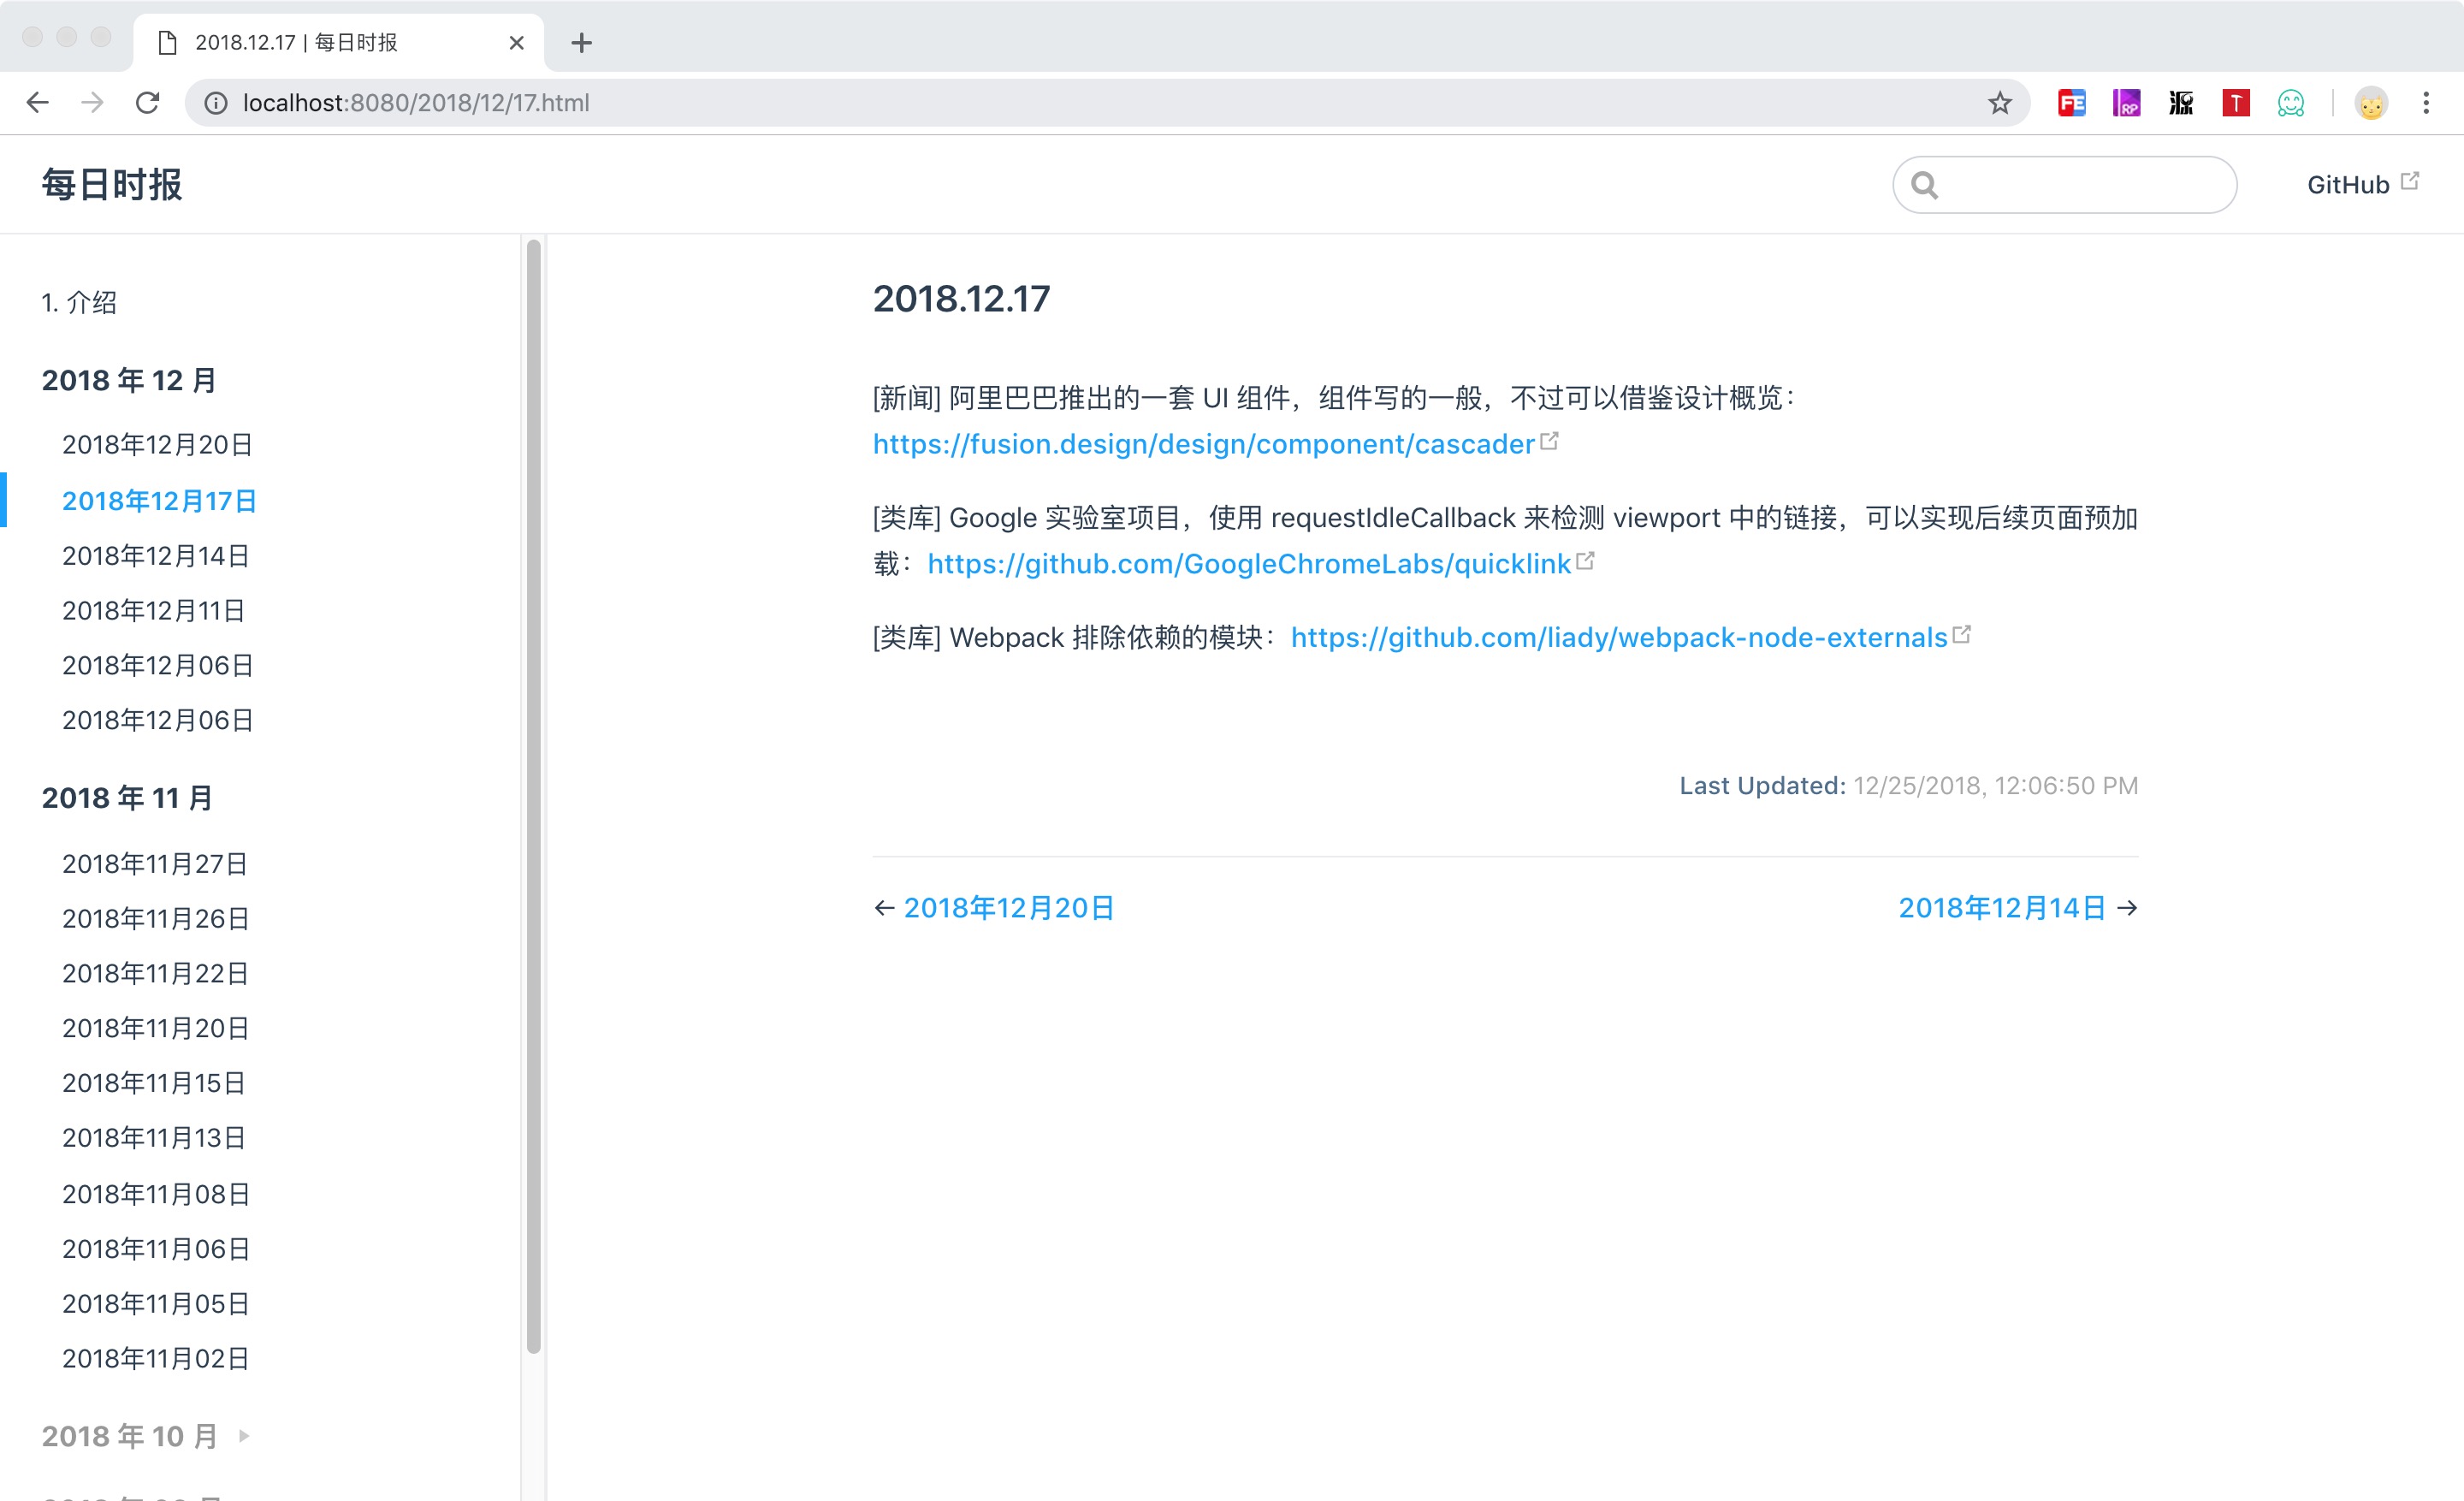 2018.12.17 | 每日时报
localhost:8080/2018/12/17.html
FE
RP
源
T
每日时报
GitHub
1. 介绍
2018 年 12 月
2018年12月20日
2018年12月17日
2018年12月14日
2018年12月11日
2018年12月06日
2018年12月06日
2018 年 11 月
2018年11月27日
2018年11月26日
2018年11月22日
2018年11月20日
2018年11月15日
2018年11月13日
2018年11月08日
2018年11月06日
2018年11月05日
2018年11月02日
2018 年 10 月
2018.12.17
[新闻] 阿里巴巴推出的一套 UI 组件，组件写的一般，不过可以借鉴设计概览：
https://fusion.design/design/component/cascader
[类库] Google 实验室项目，使用 requestIdleCallback 来检测 viewport 中的链接，可以实现后续页面预加
载：https://github.com/GoogleChromeLabs/quicklink
[类库] Webpack 排除依赖的模块：https://github.com/liady/webpack-node-externals
Last Updated: 12/25/2018, 12:06:50 PM
← 2018年12月20日
2018年12月14日 →